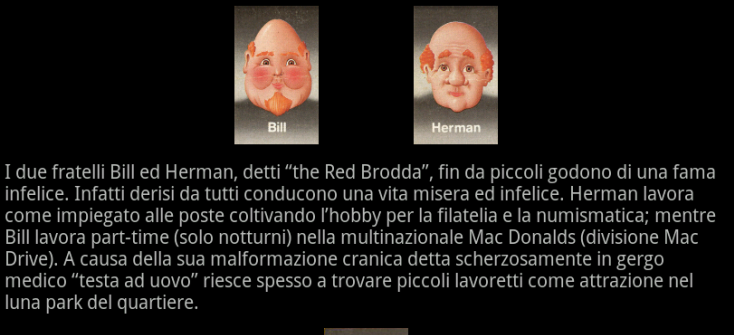 Bill
Herman
I due fratelli Bill ed Herman, detti “the Red Brodda”, fin da piccoli godono di una fama
infelice. Infatti derisi da tutti conducono una vita misera ed infelice. Herman lavora
come impiegato alle poste coltivando l’hobby per la filatelia e la numismatica; mentre
Bill lavora part-time (solo notturni) nella multinazionale Mac Donalds (divisione Mac
Drive). A causa della sua malformazione cranica detta scherzosamente in gergo
medico “testa ad uovo” riesce spesso a trovare piccoli lavoretti come attrazione nel
luna park del quartiere.